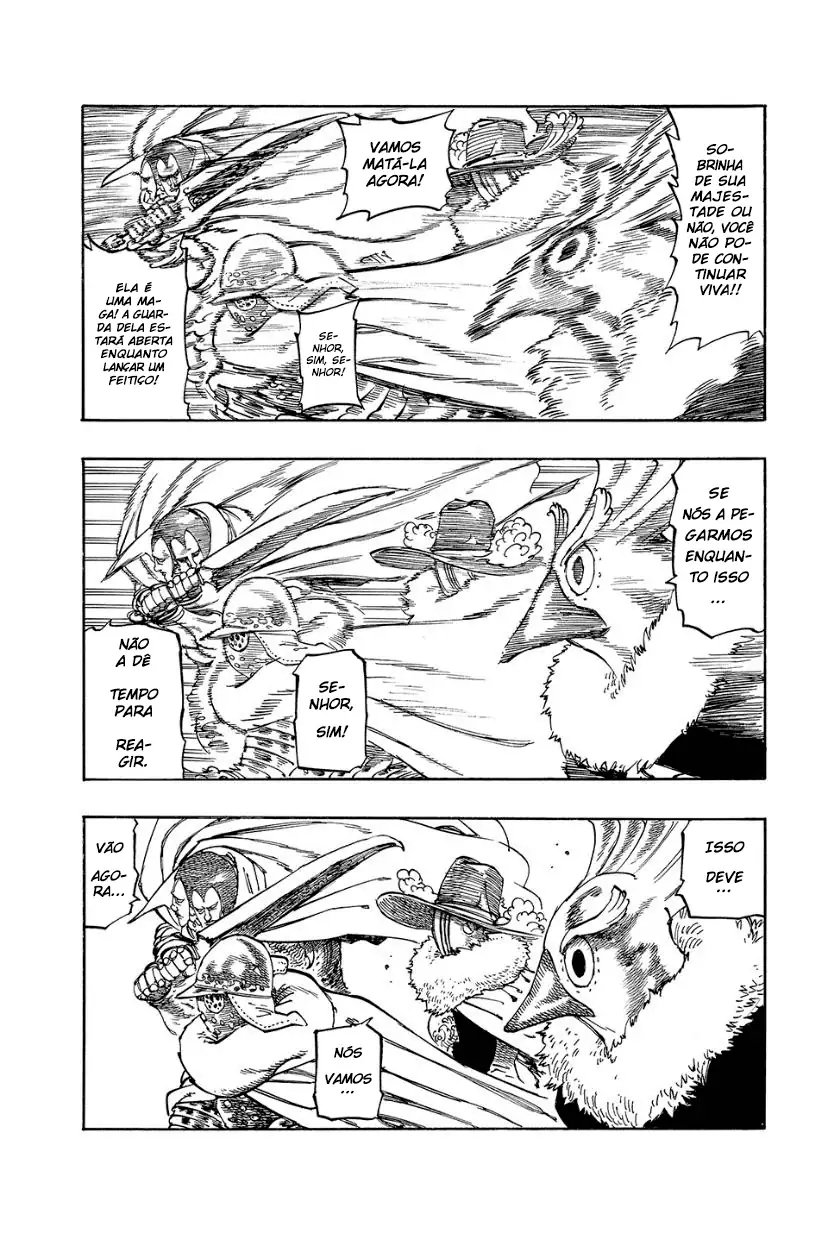 SO-
BRINHA
DE SUA
MAJES-
TADE OU
NÃO, VOCÊ
NÃO PO-
DE CON-
TINUAR
VIVA!!
VAMOS
MATÁ-LA
AGORA!
SE-
NHOR,
SIM, SE-
NHOR!
ELA É
UMA MA-
GA! A GUAR-
DA DELA ES-
TARÁ ABERTA
ENQUANTO
LANÇAR UM
FEITIÇO!
SE
NÓS A PE-
GARMOS
ENQUAN-
TO ISSO
...
SE-
NHOR,
SIM!
NÃO
A DÊ
TEMPO
PARA
REA-
GIR.
ISSO
DEVE
...
NÓS
VAMOS
...
VÃO
AGO-
RA...